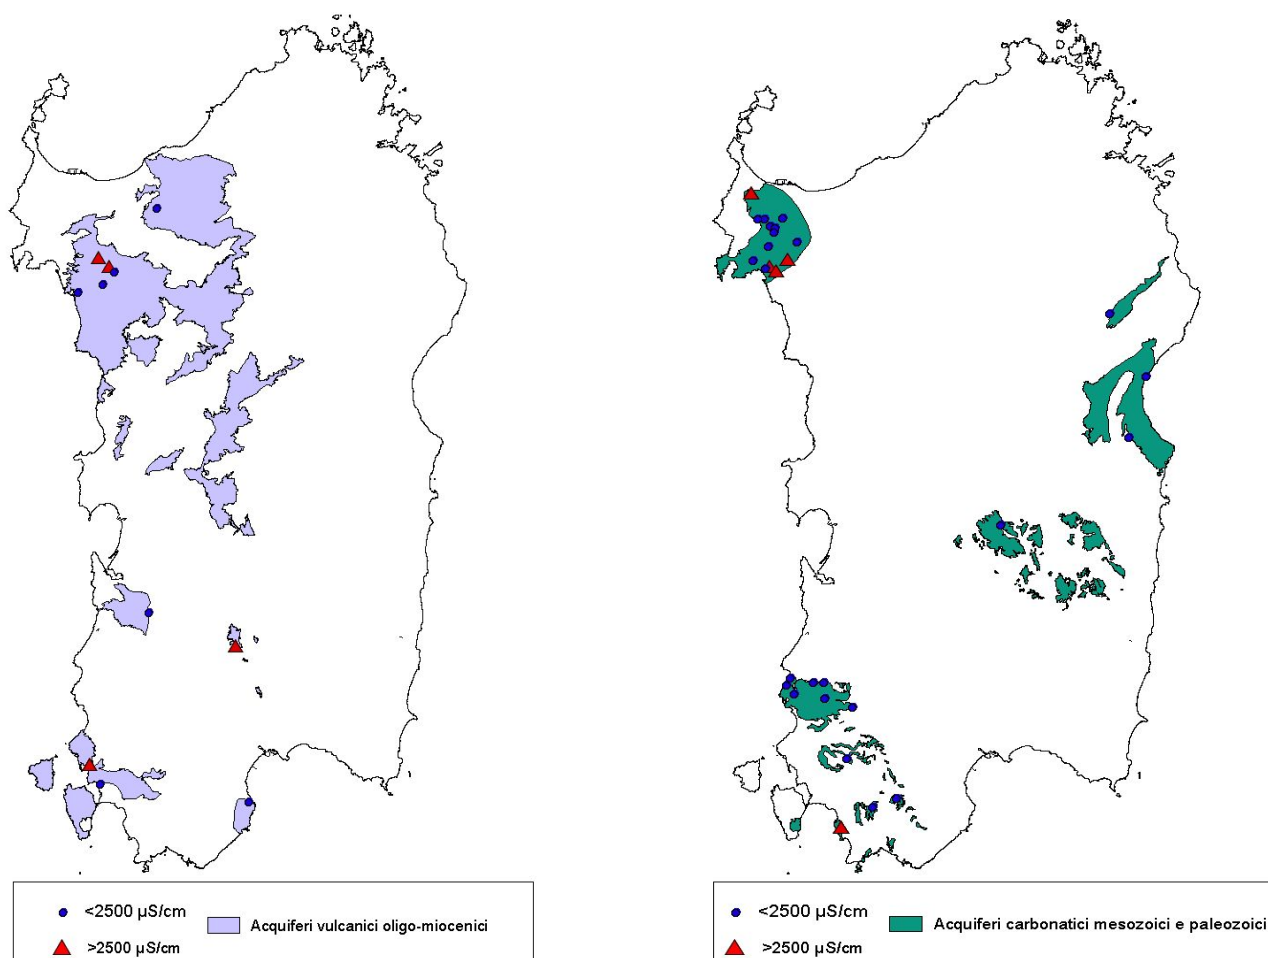 <2500 µS/cm
Acquiferi vulcanici oligo-miocenici
>2500 µS/cm
<2500 µS/cm
Acquiferi carbonatici mesozoici e paleozoici
>2500 µS/cm